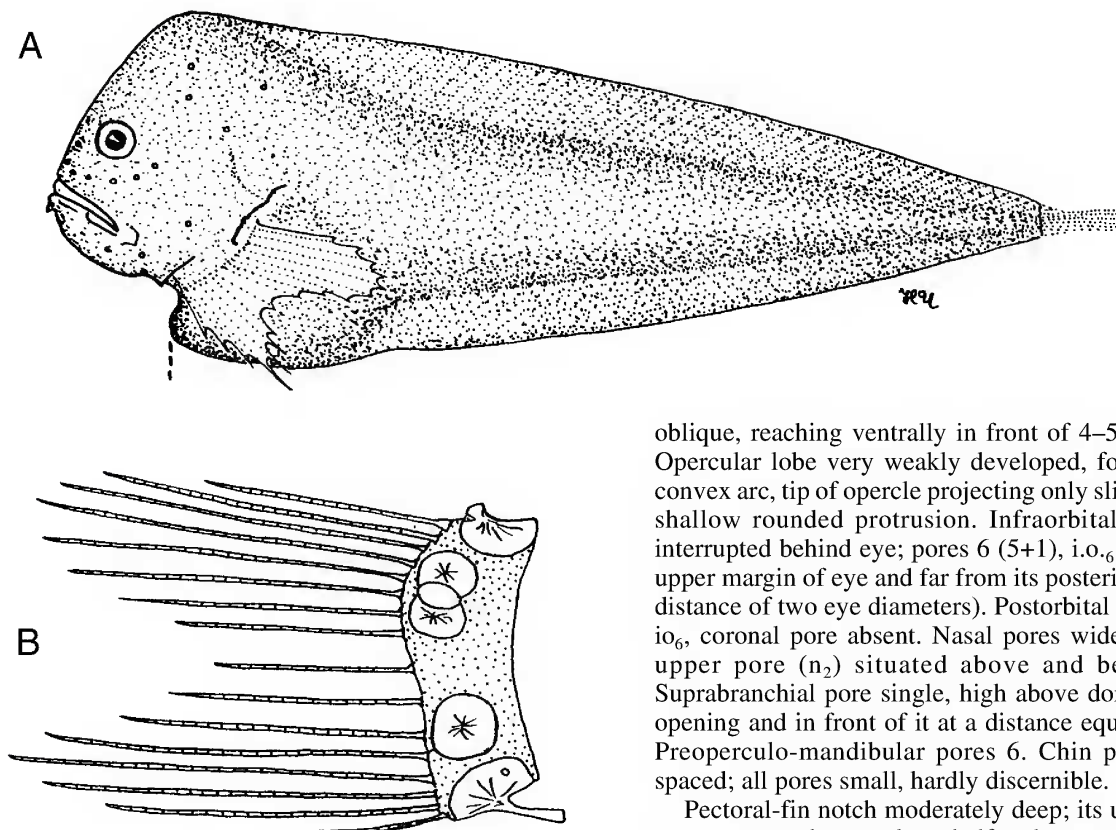 A
oblique, reaching ventrally in front of 4–5
Opercular lobe very weakly developed, fo
convex arc, tip of opercle projecting only sli
shallow rounded protrusion. Infraorbital
interrupted behind eye; pores 6 (5+1), i.o.₆
upper margin of eye and far from its posteri
distance of two eye diameters). Postorbital
io₆, coronal pore absent. Nasal pores wide
upper pore (n₂) situated above and be
Suprabranchial pore single, high above do
opening and in front of it at a distance equ
Preoperculo-mandibular pores 6. Chin p
spaced; all pores small, hardly discernible.
Pectoral-fin notch moderately deep; its u
B